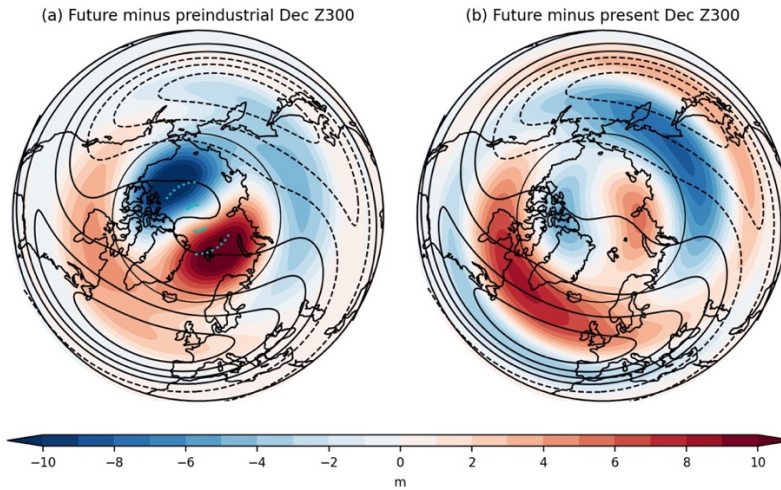 (a) Future minus preindustrial Dec Z300
(b) Future minus present Dec Z300
−10 −8 −6 −4 −2 0 2 4 6 8 10
m